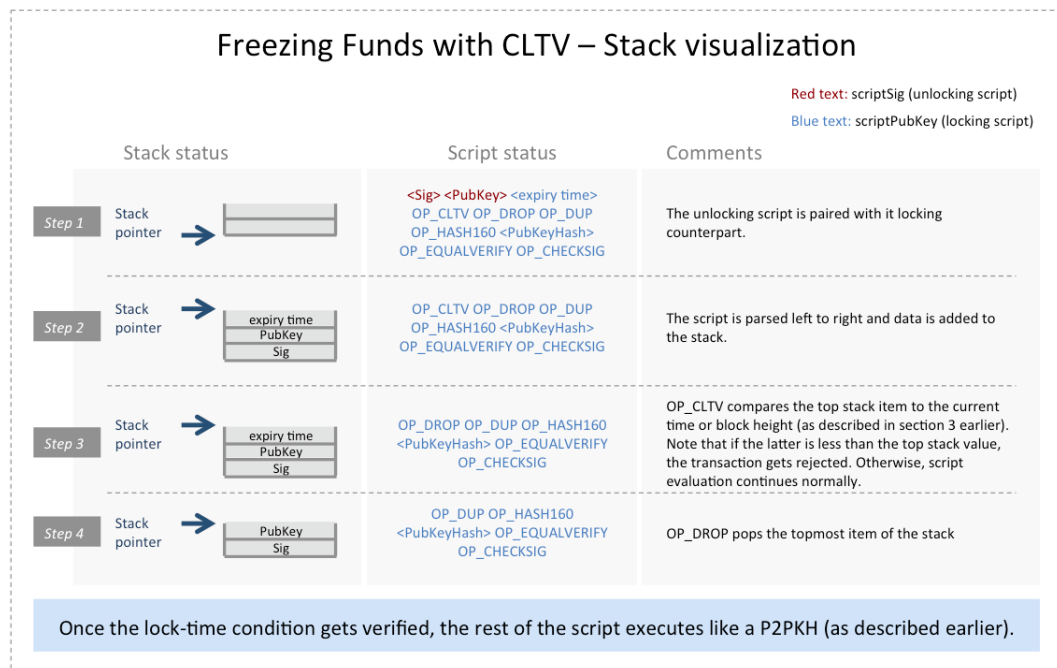 Freezing Funds with CLTV – Stack visualization
Red text: scriptSig (unlocking script)
Blue text: scriptPubKey (locking script)
Stack status
Script status
Comments
Step 1
Stack
pointer
<Sig> <PubKey> <expiry time>
OP_CLTV OP_DROP OP_DUP
OP_HASH160 <PubKeyHash>
OP_EQUALVERIFY OP_CHECKSIG
The unlocking script is paired with it locking
counterpart.
Step 2
Stack
pointer
expiry time
PubKey
Sig
OP_CLTV OP_DROP OP_DUP
OP_HASH160 <PubKeyHash>
OP_EQUALVERIFY OP_CHECKSIG
The script is parsed left to right and data is added to
the stack.
Step 3
Stack
pointer
expiry time
PubKey
Sig
OP_DROP OP_DUP OP_HASH160
<PubKeyHash> OP_EQUALVERIFY
OP_CHECKSIG
OP_CLTV compares the top stack item to the current
time or block height (as described in section 3 earlier).
Note that if the latter is less than the top stack value,
the transaction gets rejected. Otherwise, script
evaluation continues normally.
Step 4
Stack
pointer
PubKey
Sig
OP_DUP OP_HASH160
<PubKeyHash> OP_EQUALVERIFY
OP_CHECKSIG
OP_DROP pops the topmost item of the stack
Once the lock-time condition gets verified, the rest of the script executes like a P2PKH (as described earlier).